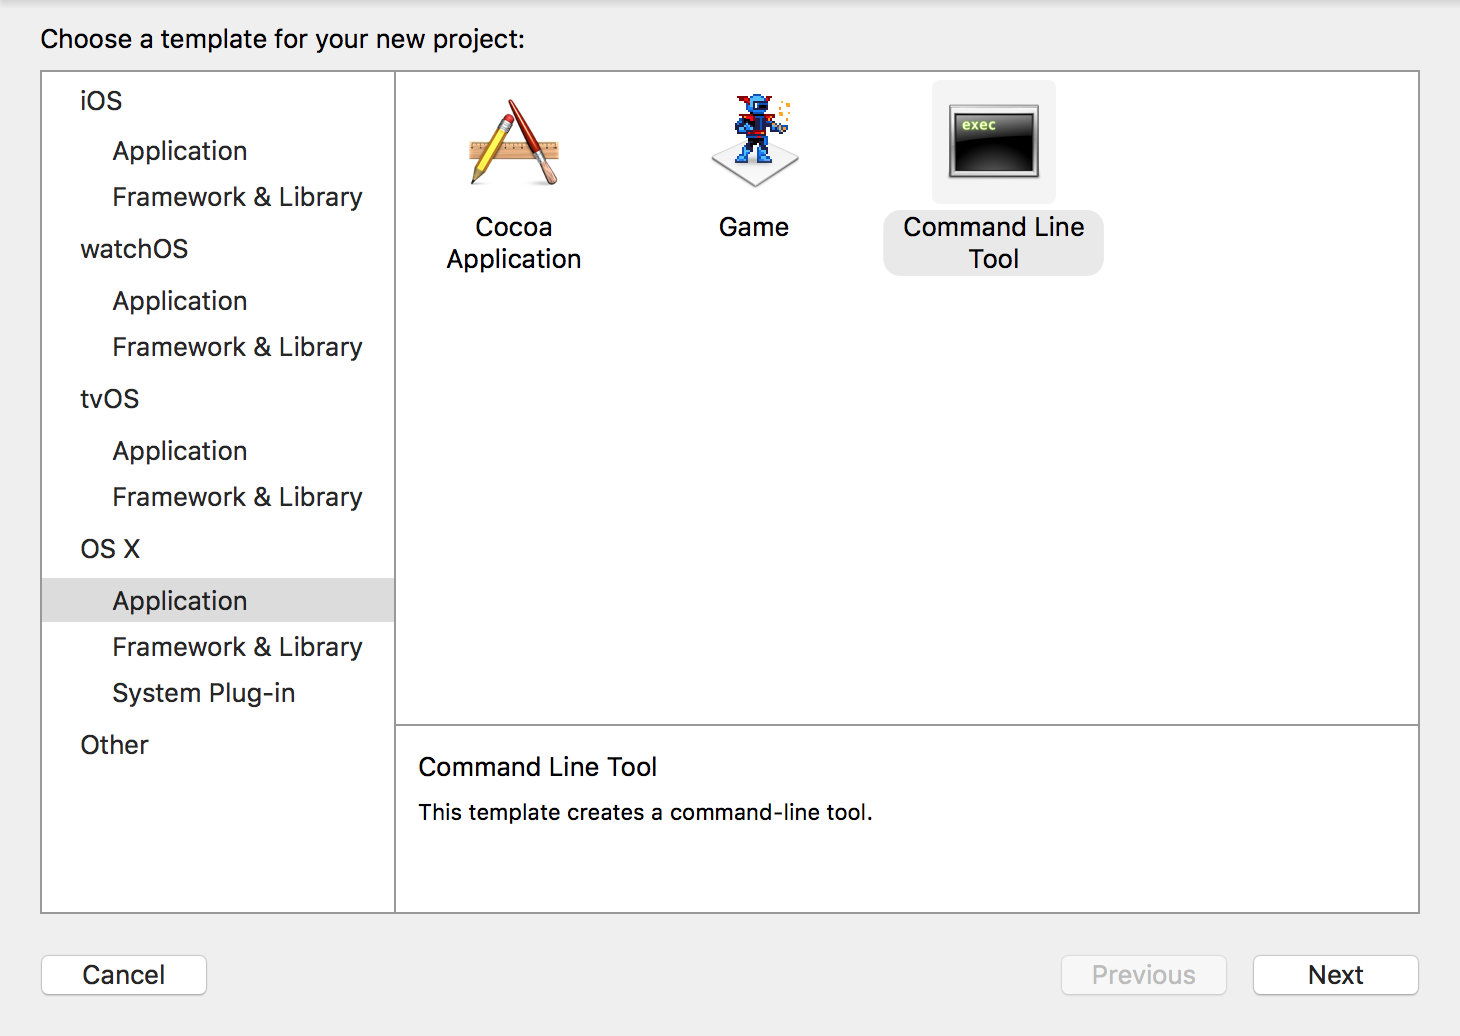 Choose a template for your new project:
iOS
Application
Framework & Library
watchOS
Application
Framework & Library
tvOS
Application
Framework & Library
OS X
Application
Framework & Library
System Plug-in
Other
Cocoa
Application
Game
exec
Command Line
Tool
Command Line Tool
This template creates a command-line tool.
Cancel
Previous
Next